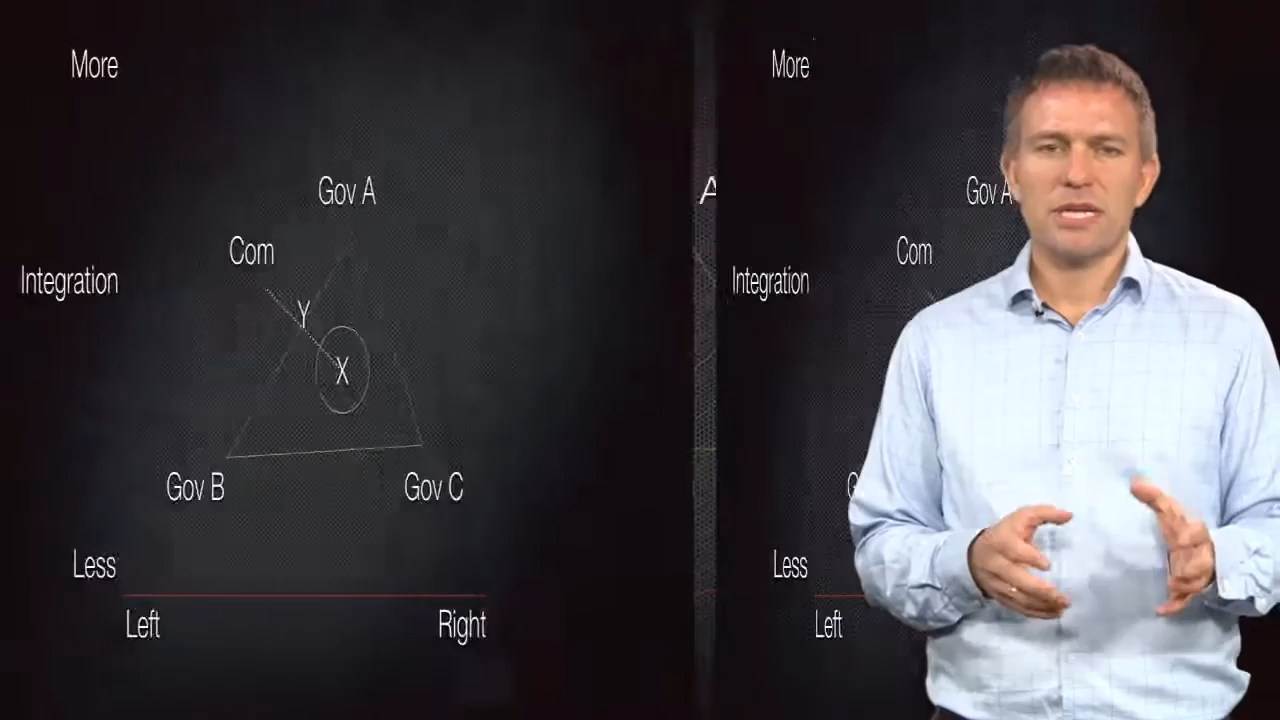 More
Gov A
Com
Integration
Y
X
Gov B
Gov C
Less
Left
Right
A
More
Gov A
Com
Integration
G
Less
Left